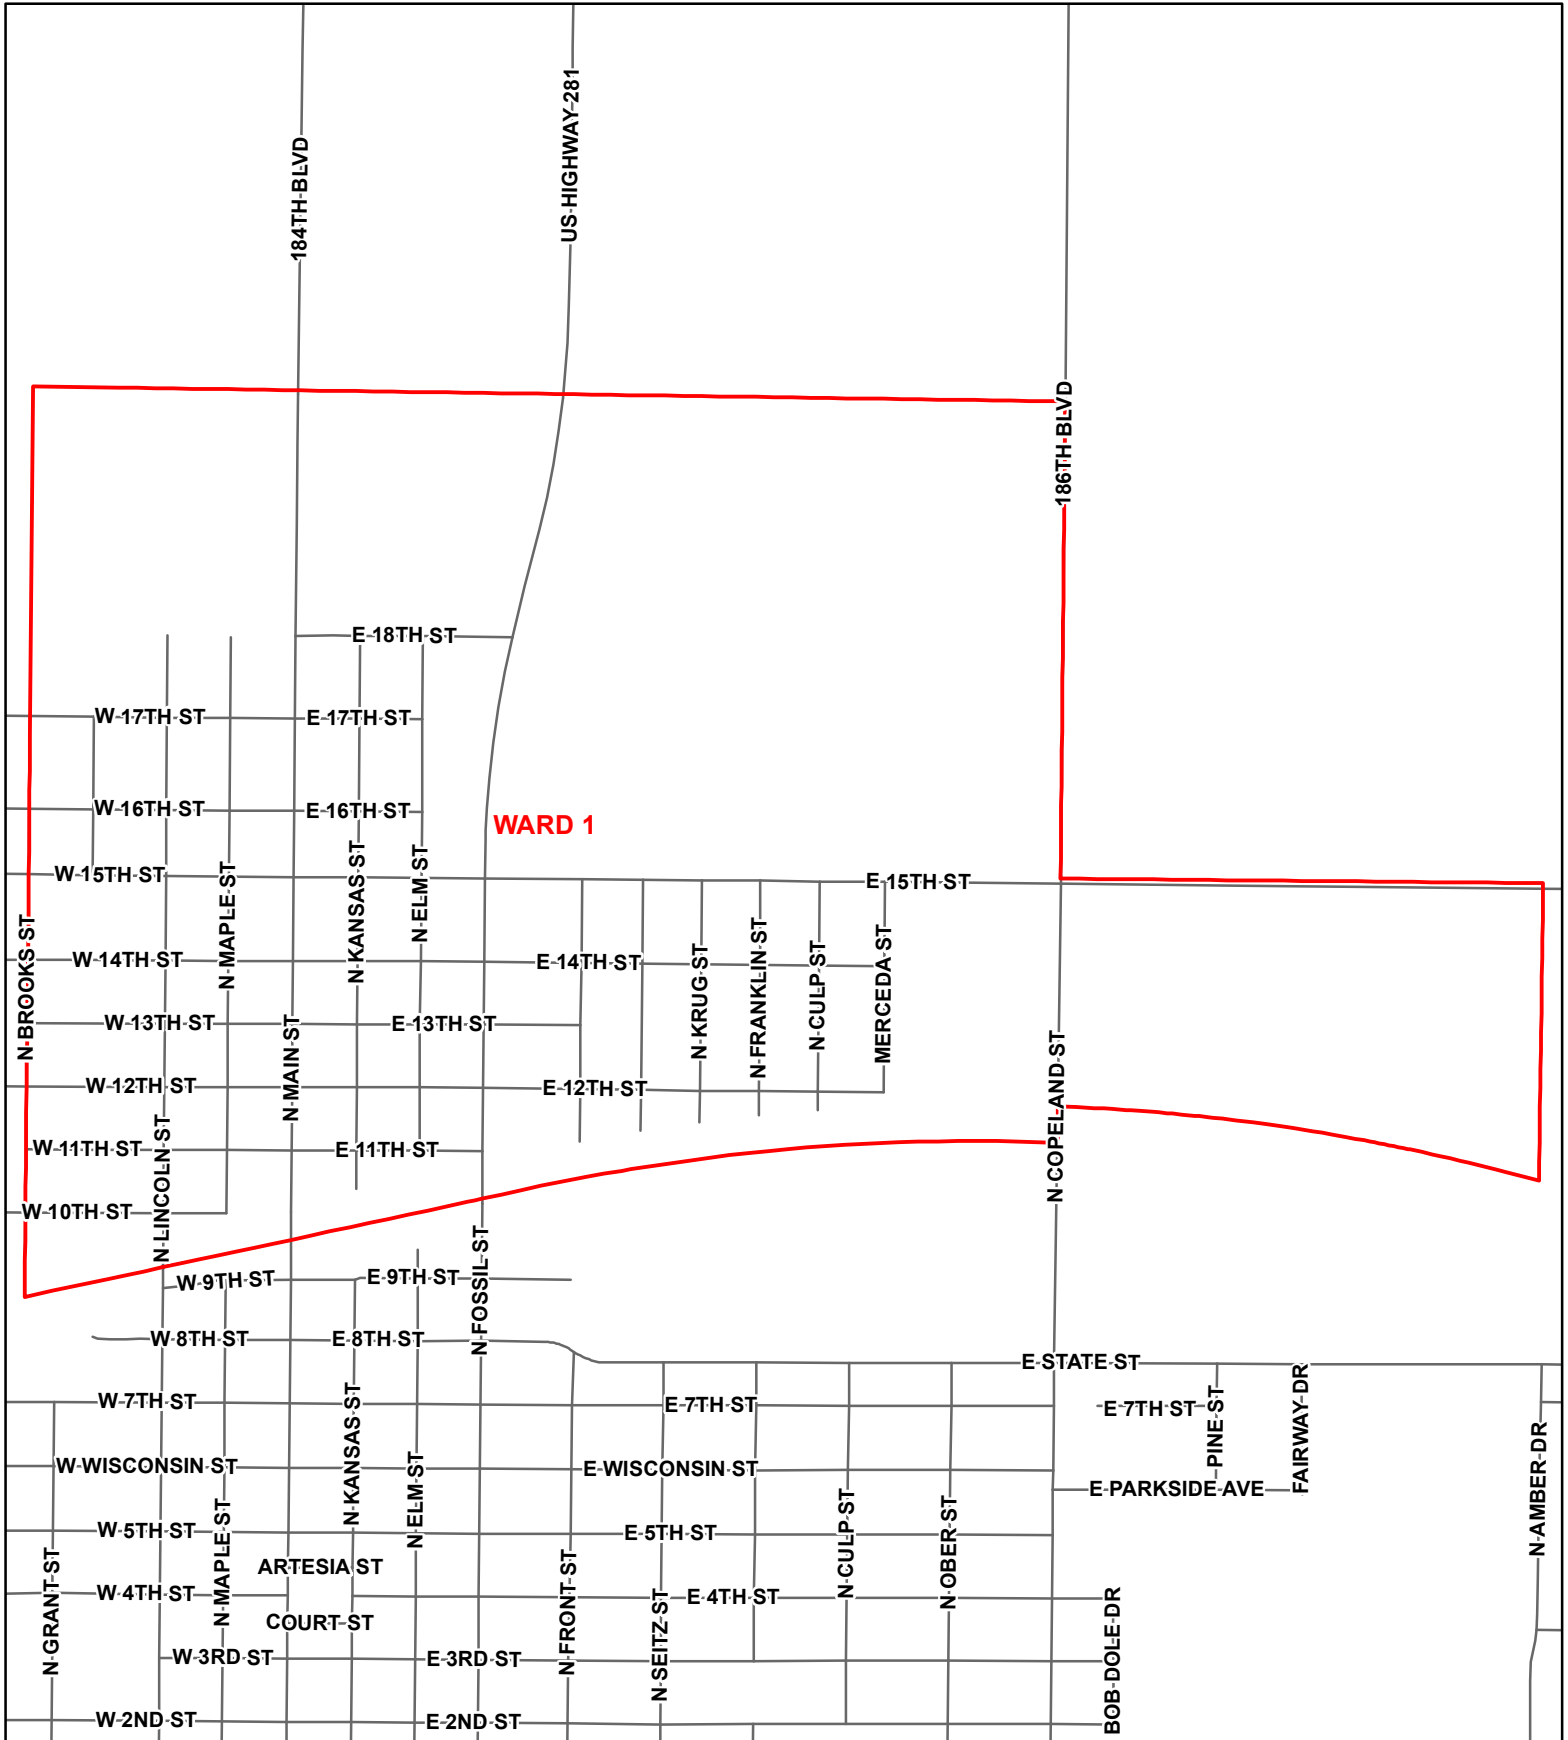 184TH BLVD
US HIGHWAY 281
186TH BLVD
E 18TH ST
W 17TH ST
E 17TH ST
W 16TH ST
E 16TH ST
WARD 1
W 15TH ST
E 15TH ST
N BROOKS ST
N MAPLE ST
N KANSAS ST
N ELM ST
W 14TH ST
E 14TH ST
N KRUG ST
N FRANKLIN ST
N CULP ST
MERCEDA ST
W 13TH ST
E 13TH ST
N MAIN ST
N COPELAND ST
W 12TH ST
E 12TH ST
W 11TH ST
E 11TH ST
N LINCOLN ST
W 10TH ST
W 9TH ST
E 9TH ST
N FOSSIL ST
W 8TH ST
E 8TH ST
E STATE ST
W 7TH ST
E 7TH ST
E 7TH ST
PINE ST
FAIRWAY DR
N KANSAS ST
W WISCONSIN ST
E WISCONSIN ST
E PARKSIDE AVE
N AMBER DR
N ELM ST
N MAPLE ST
W 5TH ST
E 5TH ST
N CULP ST
N OBER ST
ARTESIA ST
N GRANT ST
W 4TH ST
E 4TH ST
N FRONT ST
N SEITZ ST
COURT ST
BOB DOLE DR
W 3RD ST
E 3RD ST
W 2ND ST
E 2ND ST